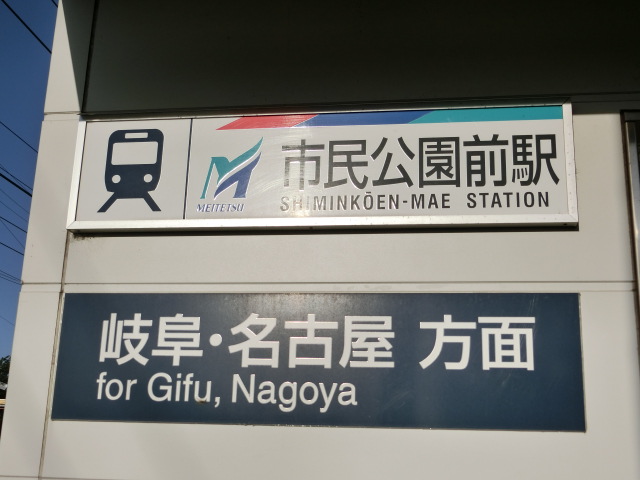 市民公園前駅
MEITETSU
SHIMINKŌEN-MAE STATION
岐阜・名古屋 方面
for Gifu, Nagoya